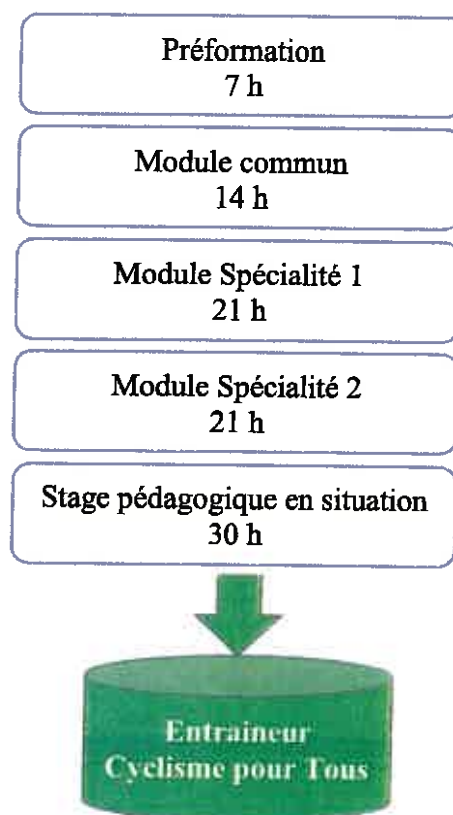 Préformation
7 h
Module commun
14 h
Module Spécialité 1
21 h
Module Spécialité 2
21 h
Stage pédagogique en situation
30 h
Entraineur
Cyclisme pour Tous